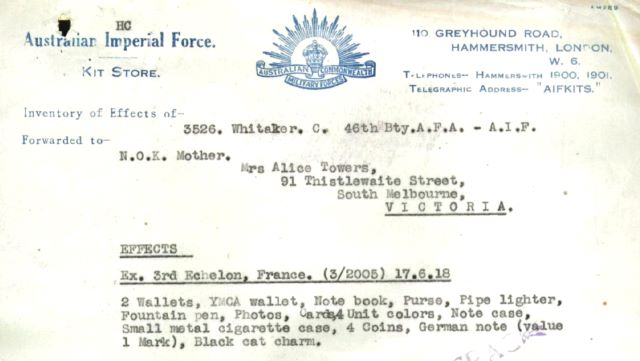 HC
Australian Imperial Force.
Kit Store.
AUSTRALIAN COMMONWEALTH
MILITARY FORCES
110 GREYHOUND ROAD,
HAMMERSMITH, LONDON,
W. 6.
TELEPHONES— HAMMERSMITH 1900, 1901.
TELEGRAPHIC ADDRESS— "AIFKITS."
Inventory of Effects of—
3526. Whitaker. C. 46th Bty.A.F.A. - A.I.F.
Forwarded to—
N.O.K. Mother.
Mrs Alice Towers,
91 Thistlewaite Street,
South Melbourne,
VICTORIA.
EFFECTS
Ex. 3rd Echelon, France. (3/2005) 17.6.18
2 Wallets, YMCA wallet, Note book, Purse, Pipe lighter,
Fountain pen, Photos, Cards,4 Unit colors, Note case,
Small metal cigarette case, 4 Coins, German note (value
1 Mark), Black cat charm.